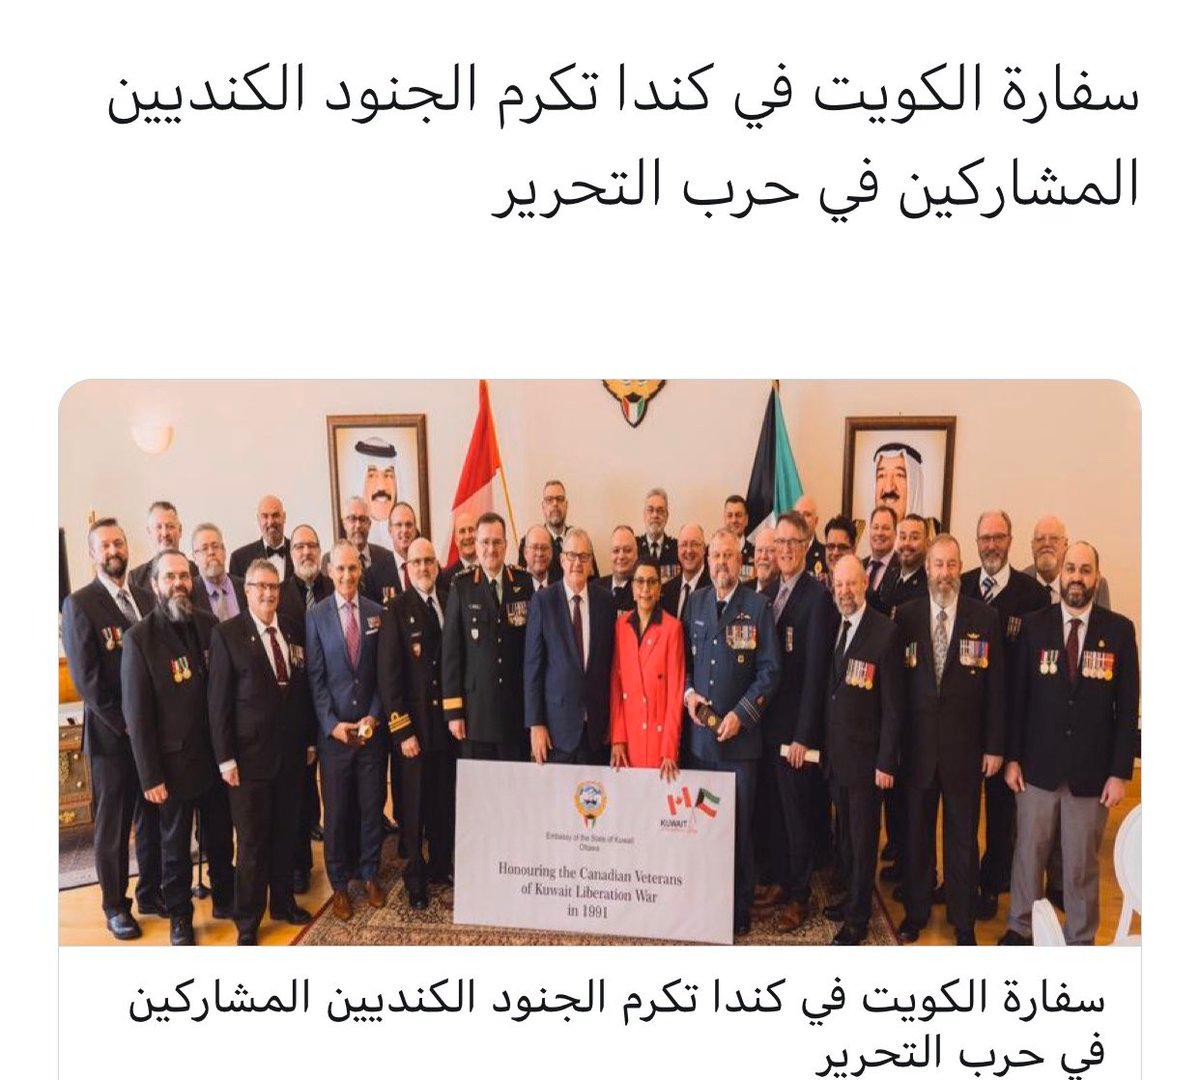 سفارة الكويت في كندا تكرم الجنود الكنديين
المشاركين في حرب التحرير
Embassy of the State of Kuwait
Ottawa
KUWAIT
Honouring the Canadian Veterans
of Kuwait Liberation War
in 1991
سفارة الكويت في كندا تكرم الجنود الكنديين المشاركين
في حرب التحرير